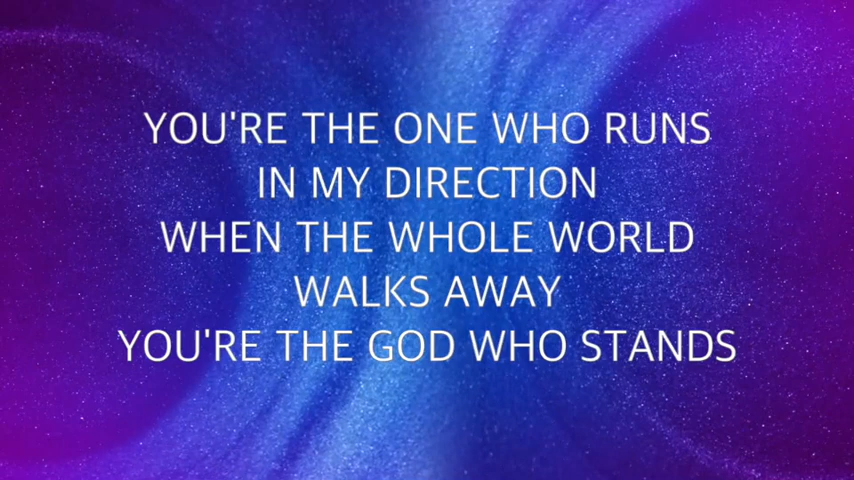 YOU'RE THE ONE WHO RUNS
IN MY DIRECTION
WHEN THE WHOLE WORLD
WALKS AWAY
YOU'RE THE GOD WHO STANDS